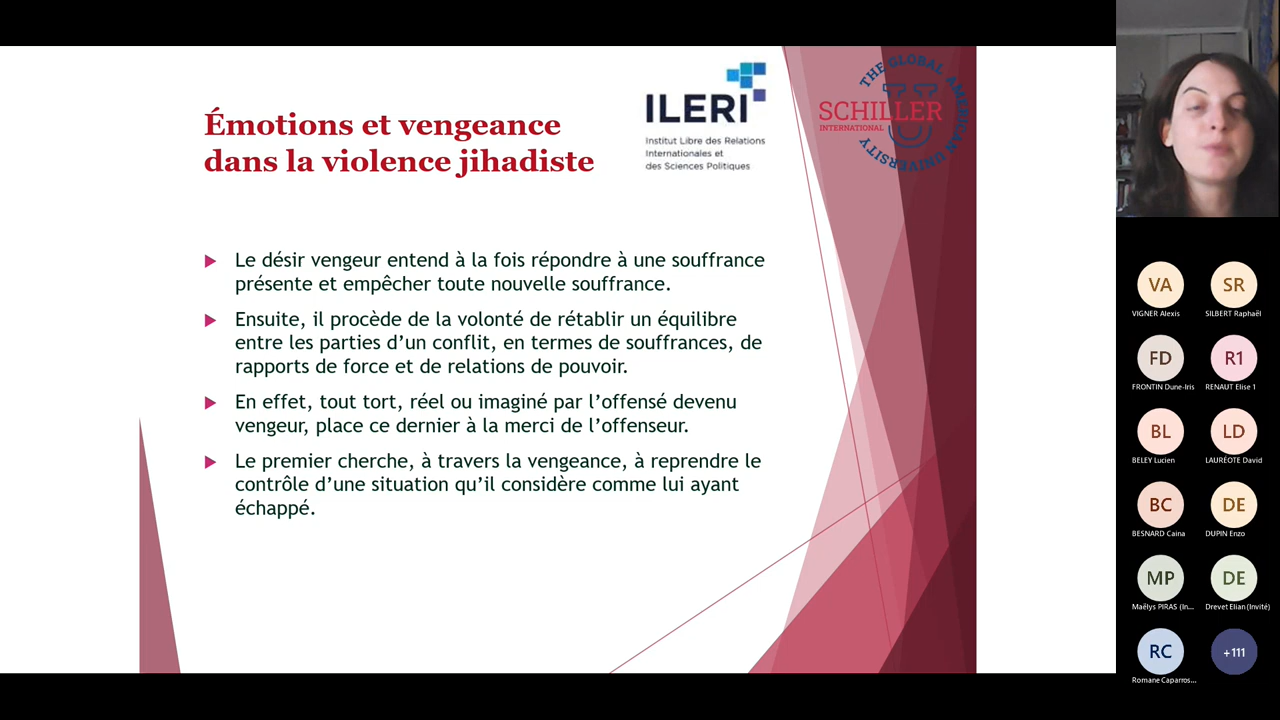 Émotions et vengeance
dans la violence jihadiste
ILERI
Institut Libre des Relations
Internationales et
des Sciences Politiques
THE GLOBAL AMERICAN UNIVERSITY
U
SCHILLER
INTERNATIONAL
Le désir vengeur entend à la fois répondre à une souffrance
présente et empêcher toute nouvelle souffrance.
Ensuite, il procède de la volonté de rétablir un équilibre
entre les parties d’un conflit, en termes de souffrances, de
rapports de force et de relations de pouvoir.
En effet, tout tort, réel ou imaginé par l’offensé devenu
vengeur, place ce dernier à la merci de l’offenseur.
Le premier cherche, à travers la vengeance, à reprendre le
contrôle d’une situation qu’il considère comme lui ayant
échappé.
VA SR
VIGNER Alexis SILBERT Raphaël
FD R1
FRONTIN Dune-Iris RENAUT Elise 1
BL LD
BELEY Lucien LAURÉOTE David
BC DE
BESNARD Caina DUPIN Enzo
MP DE
Maëlys PIRAS (In... Drevet Elian (Invité)
RC +111
Romane Caparros...